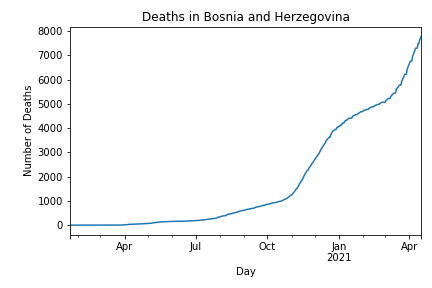 Deaths in Bosnia and Herzegovina
8000
7000
6000
5000
4000
3000
2000
1000
0
Number of Deaths
Apr Jul Oct Jan Apr
2021
Day